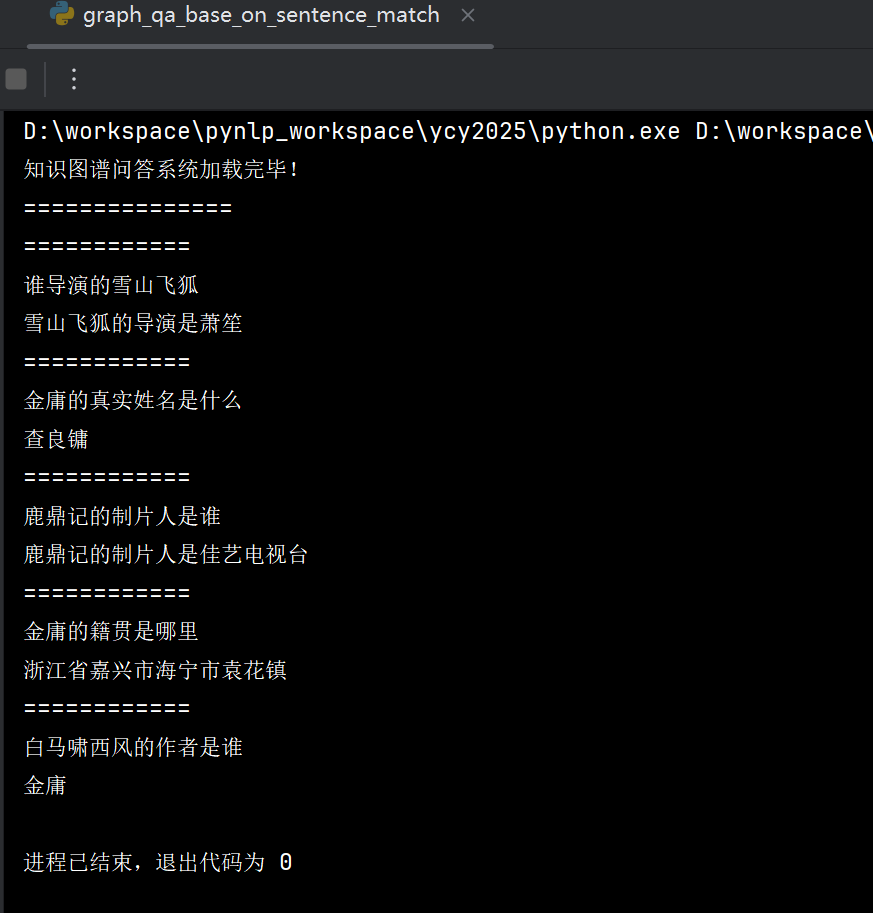 graph_qa_base_on_sentence_match
D:\workspace\pynlp_workspace\ycy2025\python.exe D:\workspace\
知识图谱问答系统加载完毕!
===============
============
谁导演的雪山飞狐
雪山飞狐的导演是萧笙
============
金庸的真实姓名是什么
查良镛
============
鹿鼎记的制片人是谁
鹿鼎记的制片人是佳艺电视台
============
金庸的籍贯是哪里
浙江省嘉兴市海宁市袁花镇
============
白马啸西风的作者是谁
金庸
进程已结束，退出代码为 0